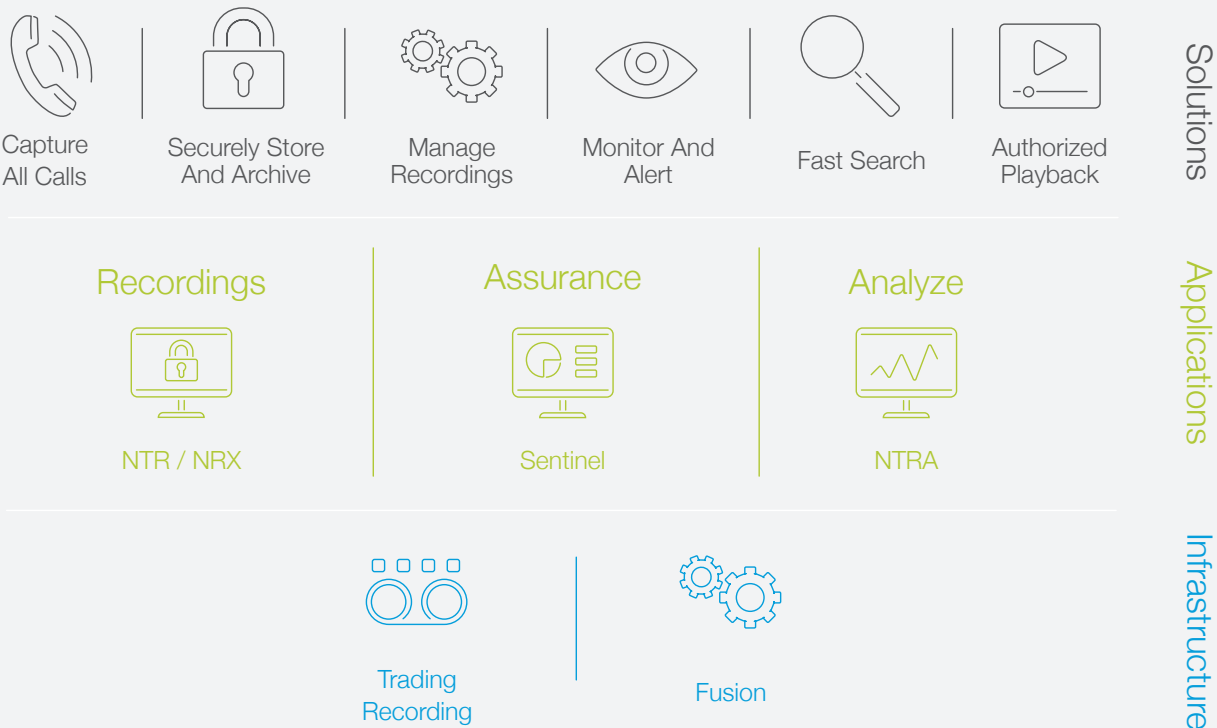 Capture
All Calls
Securely Store
And Archive
Manage
Recordings
Monitor And
Alert
Fast Search
Authorized
Playback
Solutions
Recordings
NTR / NRX
Assurance
Sentinel
Analyze
NTRA
Applications
Trading
Recording
Fusion
Infrastructure